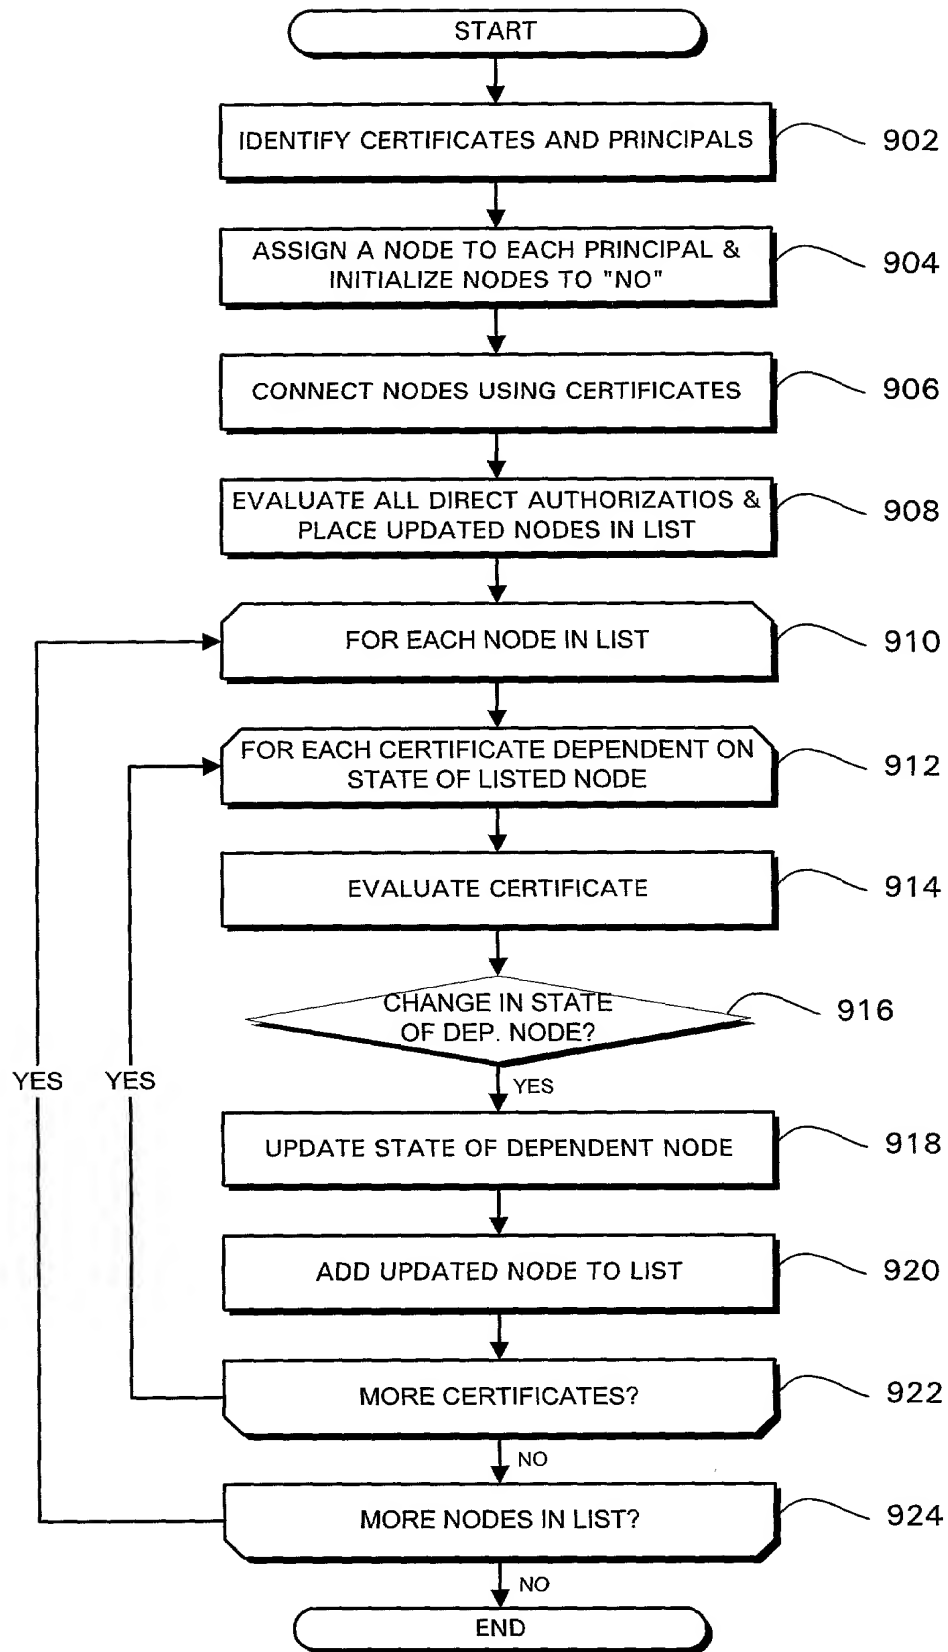 START
IDENTIFY CERTIFICATES AND PRINCIPALS
902
ASSIGN A NODE TO EACH PRINCIPAL &
INITIALIZE NODES TO "NO"
904
CONNECT NODES USING CERTIFICATES
906
EVALUATE ALL DIRECT AUTHORIZATIOS &
PLACE UPDATED NODES IN LIST
908
FOR EACH NODE IN LIST
910
FOR EACH CERTIFICATE DEPENDENT ON
STATE OF LISTED NODE
912
EVALUATE CERTIFICATE
914
CHANGE IN STATE
OF DEP. NODE?
916
YES
YES
YES
UPDATE STATE OF DEPENDENT NODE
918
ADD UPDATED NODE TO LIST
920
MORE CERTIFICATES?
922
NO
MORE NODES IN LIST?
924
NO
END